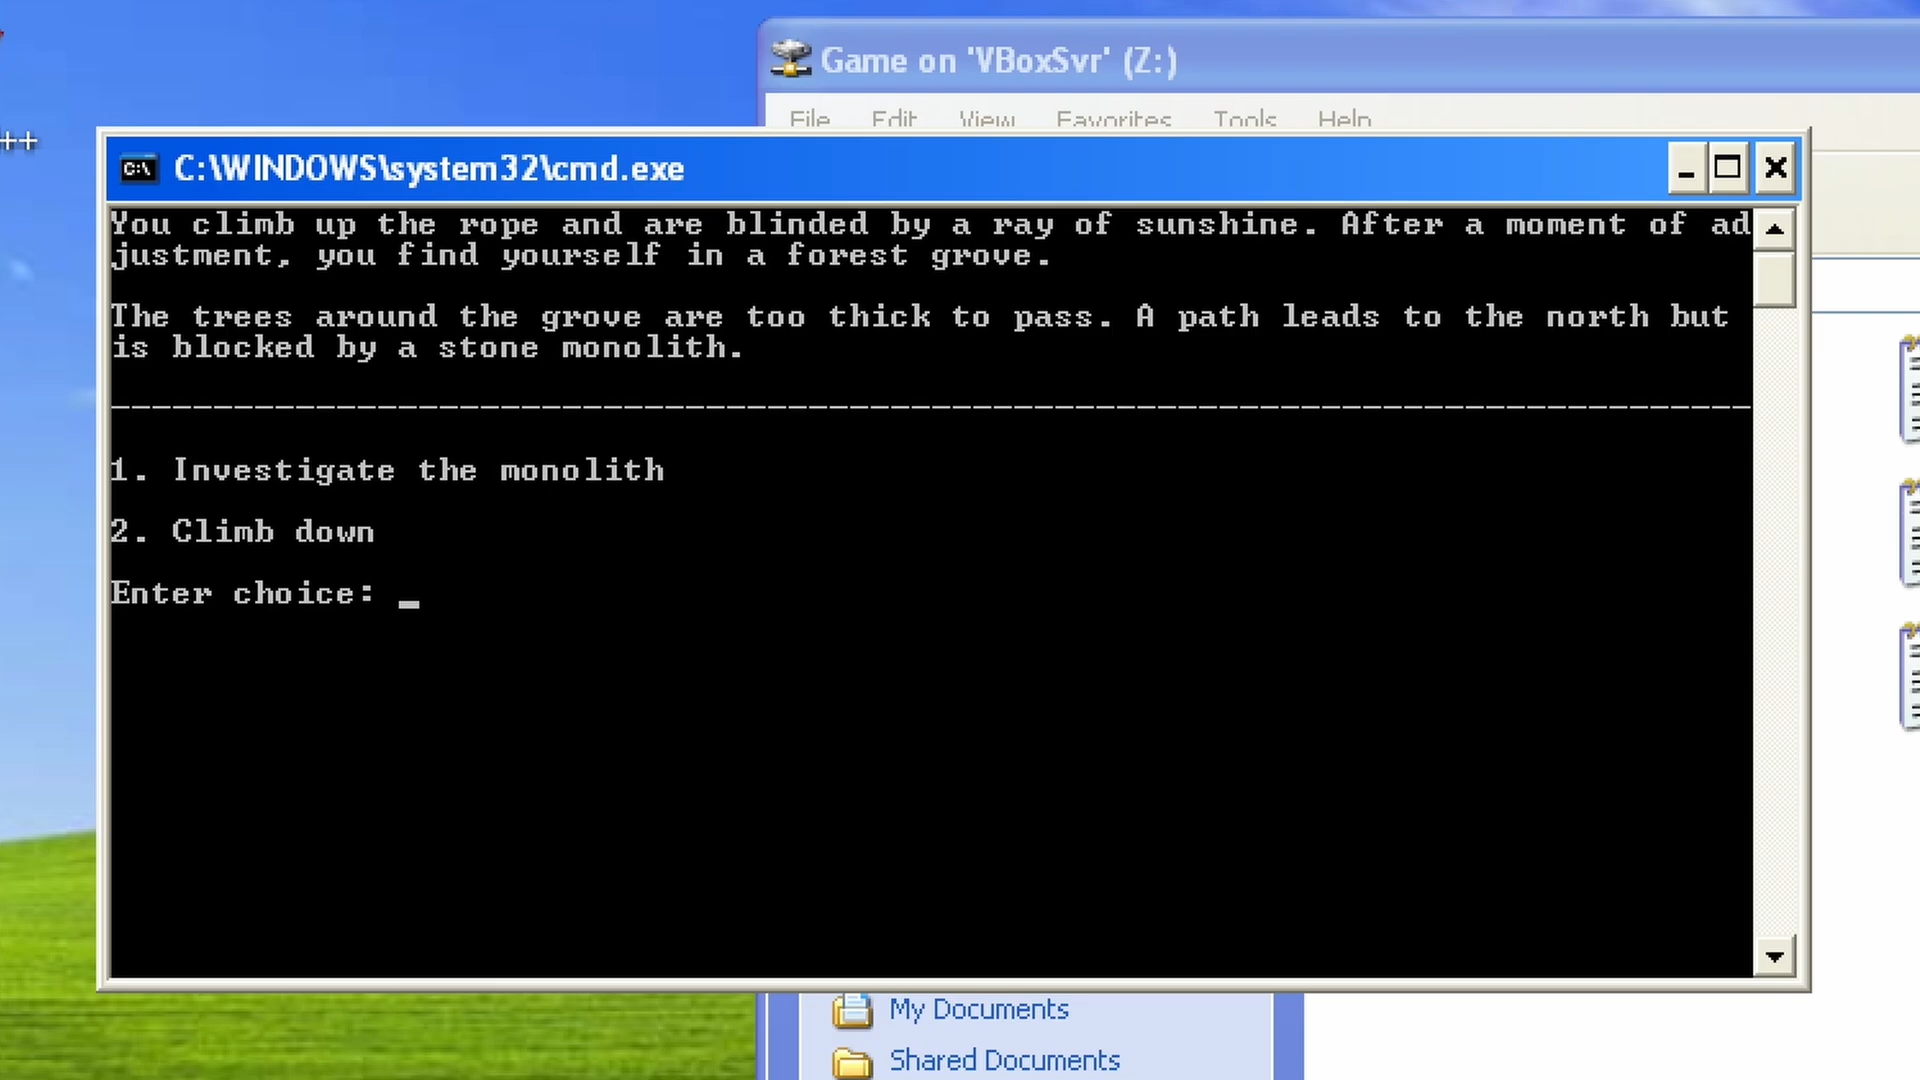 Game on 'VBoxSvr' (Z:)
File Edit View Favorites Tools Help
++
C:\WINDOWS\system32\cmd.exe
You climb up the rope and are blinded by a ray of sunshine. After a moment of ad
justment, you find yourself in a forest grove.
The trees around the grove are too thick to pass. A path leads to the north but
is blocked by a stone monolith.
--------------------------------------------------------------------------------
1. Investigate the monolith
2. Climb down
Enter choice: _
My Documents
Shared Documents